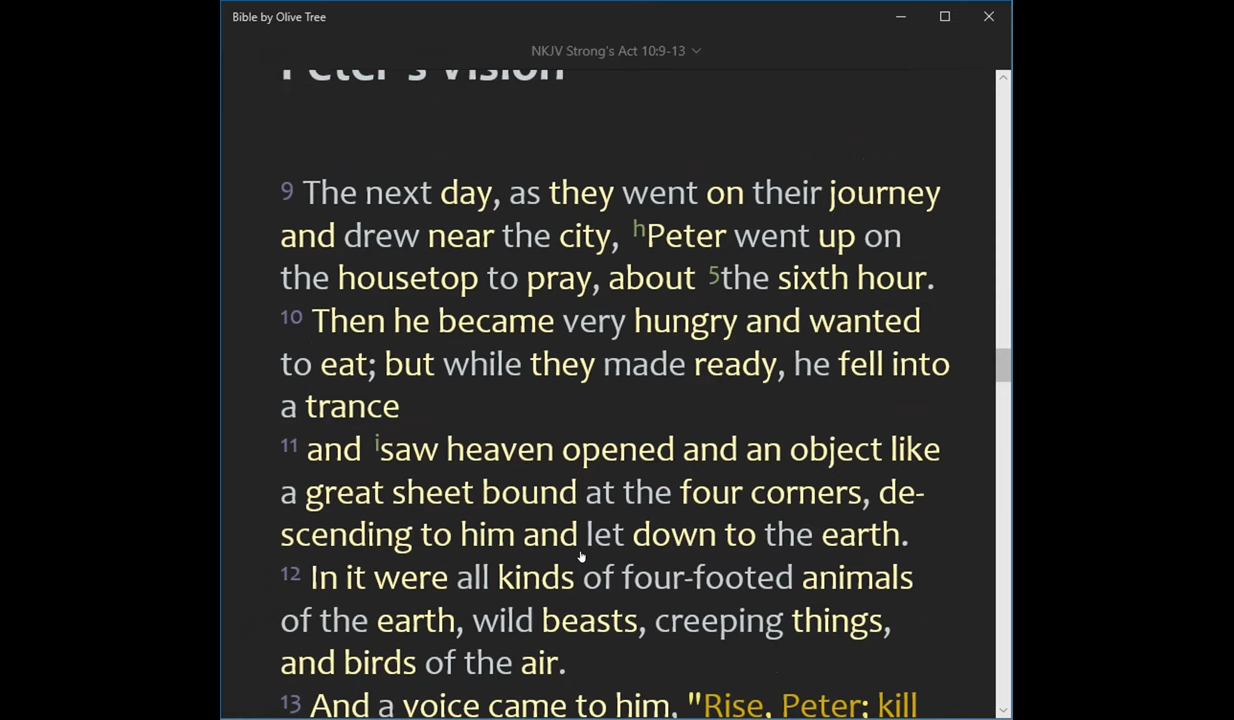 Bible by Olive Tree
NKJV Strong's Act 10:9-13
Peter's Vision
9 The next day, as they went on their journey
and drew near the city, hPeter went up on
the housetop to pray, about 5the sixth hour.
10 Then he became very hungry and wanted
to eat; but while they made ready, he fell into
a trance
11 and isaw heaven opened and an object like
a great sheet bound at the four corners, de-
scending to him and let down to the earth.
12 In it were all kinds of four-footed animals
of the earth, wild beasts, creeping things,
and birds of the air.
13 And a voice came to him, "Rise, Peter; kill